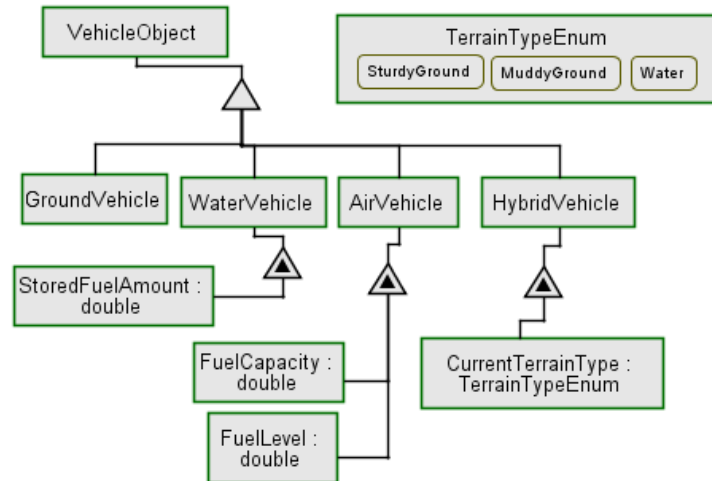 VehicleObject
TerrainTypeEnum
SturdyGround
MuddyGround
Water
GroundVehicle
WaterVehicle
AirVehicle
HybridVehicle
StoredFuelAmount :
double
FuelCapacity :
double
CurrentTerrainType :
TerrainTypeEnum
FuelLevel :
double